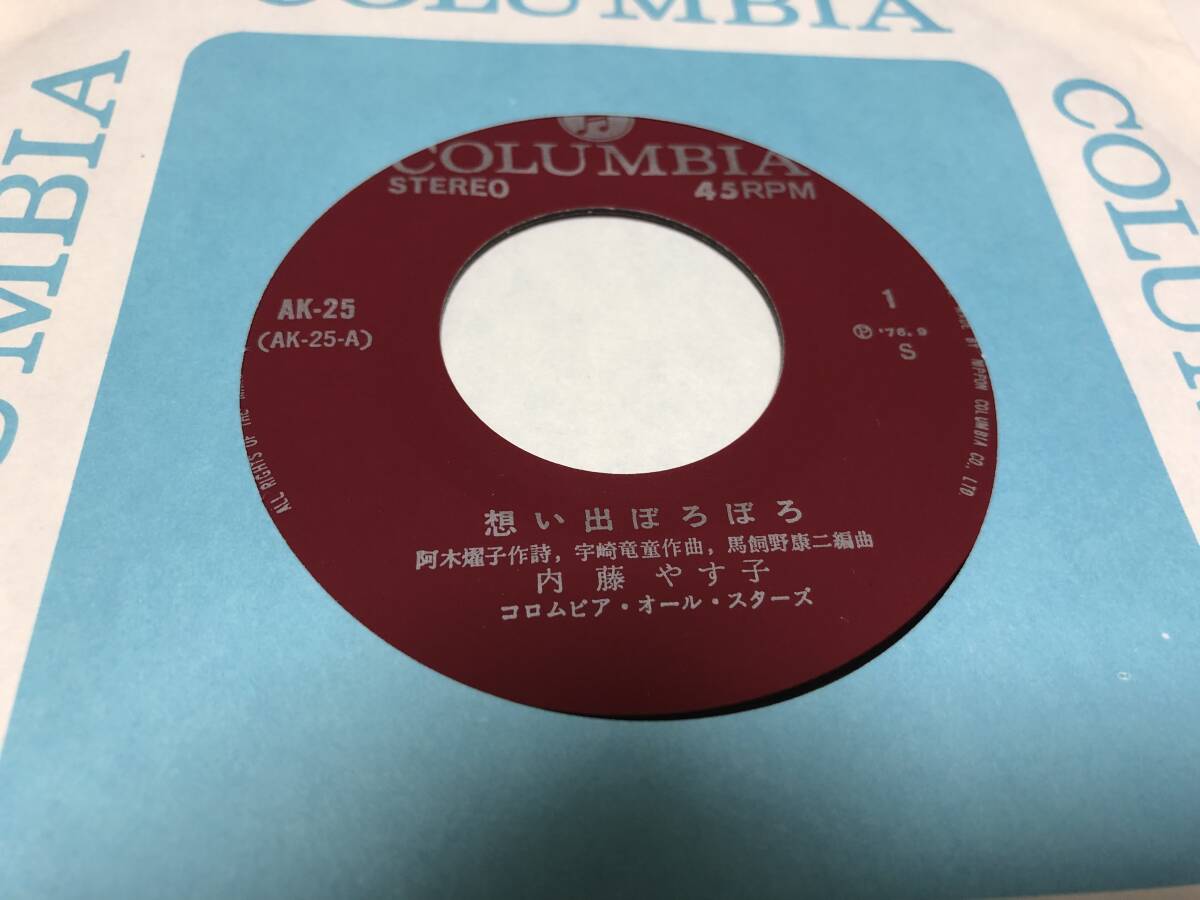 COLUMBIA
COLUMBIA
STEREO 45RPM
AK-25
(AK-25-A)
1
Ⓟ '76.9
S
想い出ぼろぼろ
阿木燿子作詩, 宇崎竜童作曲, 馬飼野康二編曲
内藤やす子
コロムビア・オール・スターズ
ALL RIGHTS OF THE
BY NIPPON COLUMBIA CO., LTD